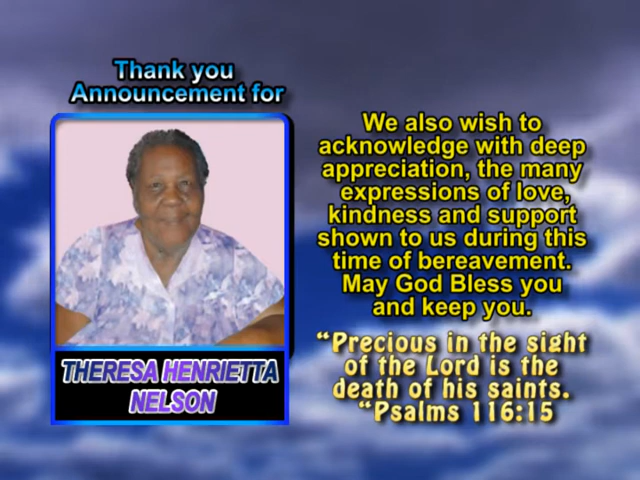 Thank you
Announcement for
THERESA HENRIETTA
NELSON
We also wish to
acknowledge with deep
appreciation, the many
expressions of love,
kindness and support
shown to us during this
time of bereavement.
May God Bless you
and keep you.
“Precious in the sight
of the Lord is the
death of his saints.
“Psalms 116:15